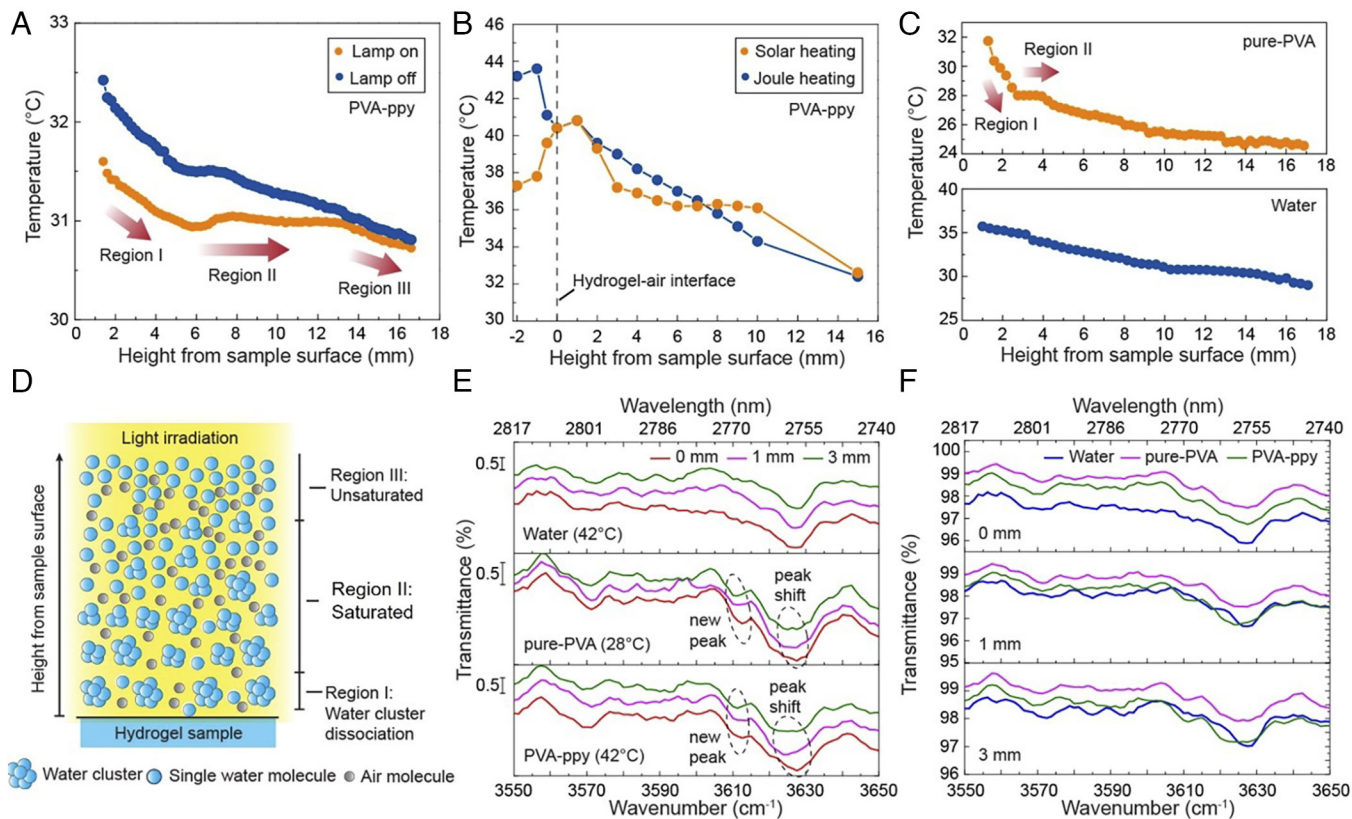 A
33
32
31
30
Temperature (°C)
Lamp on
Lamp off
PVA-ppy
Region I
Region II
Region III
0 2 4 6 8 10 12 14 16 18
Height from sample surface (mm)
B
46
44
42
40
38
36
34
32
30
Temperature (°C)
Solar heating
Joule heating
PVA-ppy
Hydrogel-air interface
-2 0 2 4 6 8 10 12 14 16
Height from sample surface (mm)
C
32
30
28
26
24
Temperature (°C)
pure-PVA
Region II
Region I
0 2 4 6 8 10 12 14 16 18
40
35
30
25
Water
0 2 4 6 8 10 12 14 16 18
Height from sample surface (mm)
D
Light irradiation
Height from sample surface
Region III:
Unsaturated
Region II:
Saturated
Region I:
Water cluster
dissociation
Hydrogel sample
Water cluster
Single water molecule
Air molecule
E
Wavelength (nm)
2817 2801 2786 2770 2755 2740
0 mm 1 mm 3 mm
0.5
Water (42°C)
0.5
peak
shift
new
peak
pure-PVA (28°C)
0.5
peak
shift
new
peak
PVA-ppy (42°C)
Transmittance (%)
3550 3570 3590 3610 3630 3650
Wavenumber (cm-1)
F
Wavelength (nm)
2817 2801 2786 2770 2755 2740
100
99
98
97
96
Water pure-PVA PVA-ppy
0 mm
99
98
97
96
95
1 mm
99
98
97
96
3 mm
Transmittance (%)
3550 3570 3590 3610 3630 3650
Wavenumber (cm-1)